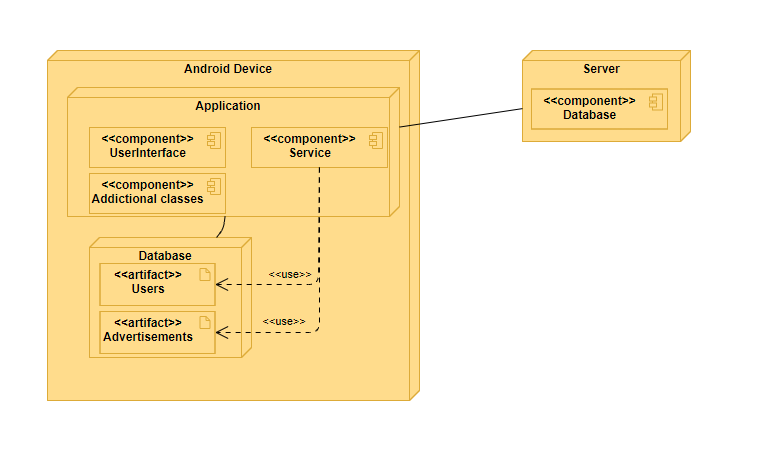 Android Device
Server
Application
<<component>>
Database
<<component>>
UserInterface
<<component>>
Service
<<component>>
Addictional classes
Database
<<artifact>>
Users
<<use>>
<<artifact>>
Advertisements
<<use>>